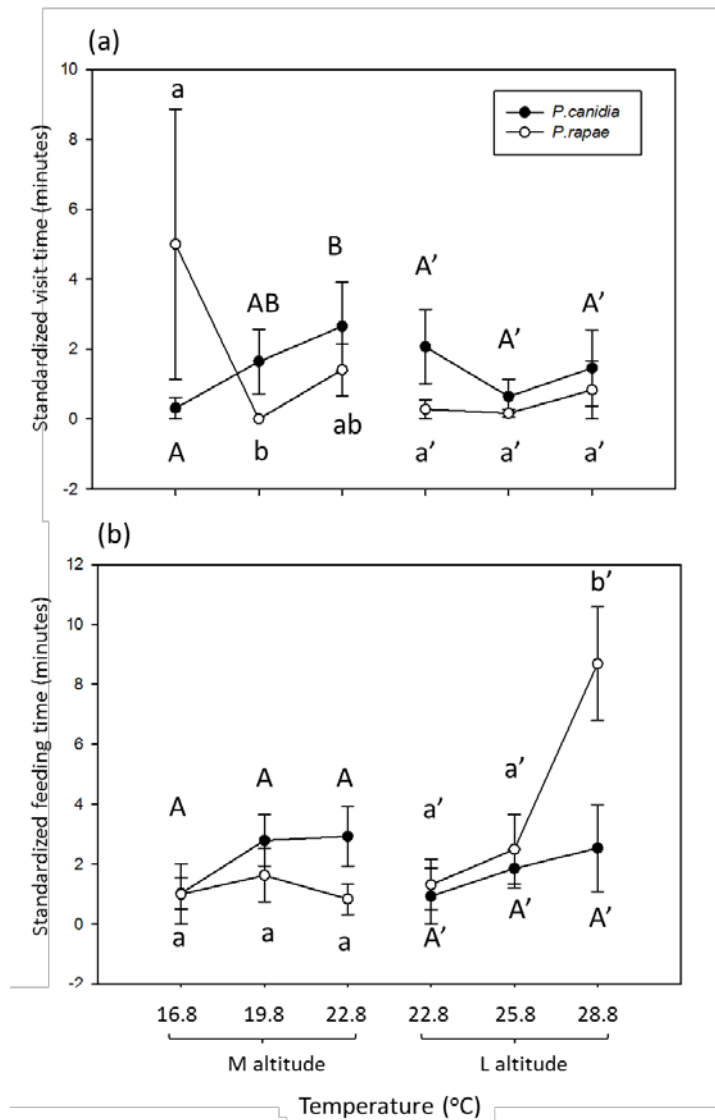 (a)
10
a
P.canidia
P.rapae
8
6
B
A’
4
AB
A’
A’
2
0
A
b
ab
a’
a’
a’
-2
Standardized visit time (minutes)
(b)
12
b’
10
8
6
A
A
A
a’
a’
4
2
0
a
a
a
A’
A’
A’
-2
Standardized feeding time (minutes)
16.8 19.8 22.8 22.8 25.8 28.8
M altitude L altitude
Temperature (°C)